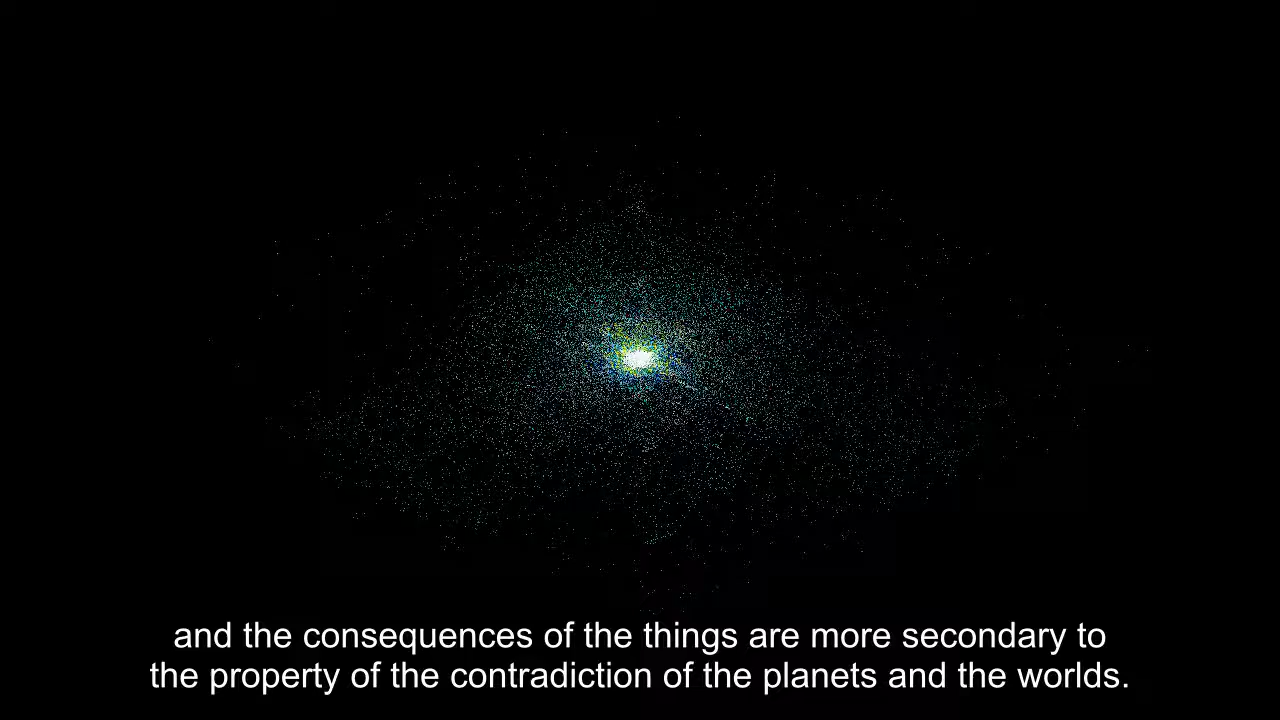 and the consequences of the things are more secondary to
the property of the contradiction of the planets and the worlds.